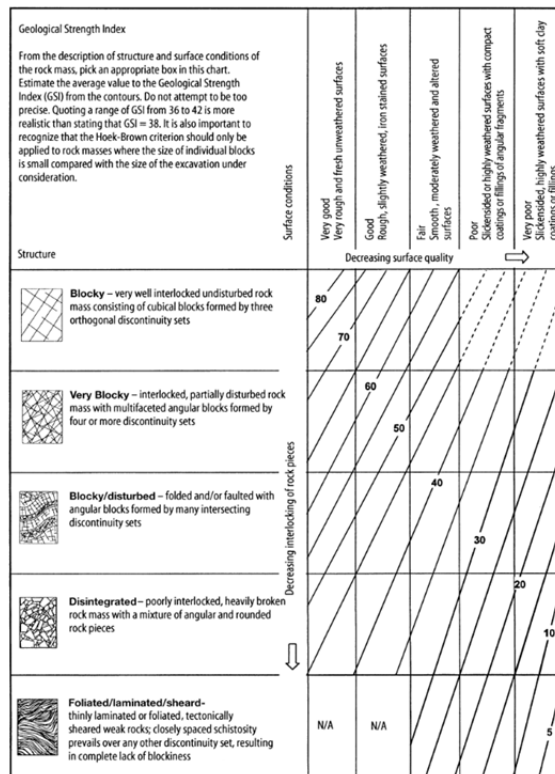 Geological Strength Index
From the description of structure and surface conditions of
the rock mass, pick an appropriate box in this chart.
Estimate the average value to the Geological Strength
Index (GSI) from the contours. Do not attempt to be too
precise. Quoting a range of GSI from 36 to 42 is more
realistic than stating that GSI = 38. It is also important to
recognize that the Hoek-Brown criterion should only be
applied to rock masses where the size of individual blocks
is small compared with the size of the excavation under
consideration.
Structure
Surface conditions
Very good
Very rough and fresh unweathered surfaces
Good
Rough, slightly weathered, iron stained surfaces
Fair
Smooth , moderately weathered and altered
surfaces
Poor
Slickensided or highly weathered surfaces with compact
coatings or fillings of angular fragments
Very poor
Slickensided, highly weathered surfaces with soft clay
coatings or fillings
Decreasing surface quality
Blocky – very well interlocked undisturbed rock
mass consisting of cubical blocks formed by three
orthogonal discontinuity sets
80
70
Very Blocky – interlocked, partially disturbed rock
mass with multifaceted angular blocks formed by
four or more discontinuity sets
60
50
Decreasing interlocking of rock pieces
Blocky/disturbed – folded and/or faulted with
angular blocks formed by many intersecting
discontinuity sets
40
30
Disintegrated – poorly interlocked, heavily broken
rock mass with a mixture of angular and rounded
rock pieces
20
10
Foliated/laminated/sheard-
thinly laminated or foliated, tectonically
sheared weak rocks; closely spaced schistosity
prevails over any other discontinuity set, resulting
in complete lack of blockiness
N/A
N/A
5